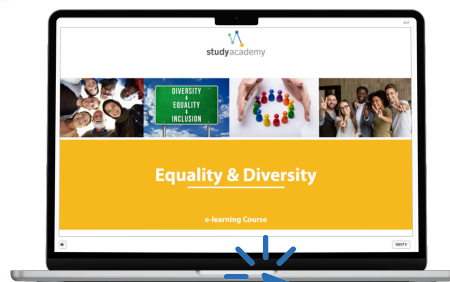 studyacademy
DIVERSITY
EQUALITY
INCLUSION
Equality & Diversity
e-learning Course
NEXT